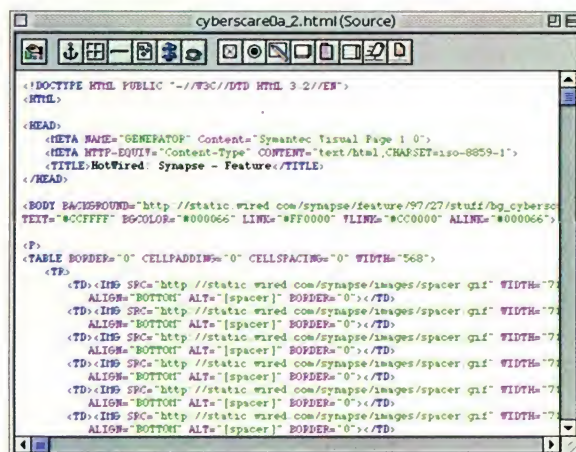 cyberscare0a_2.html (Source)
<!DOCTYPE HTML PUBLIC "-//W3C//DTD HTML 3.2//EN">
<HTML>
<HEAD>
<META NAME="GENERATOR" Content="Symantec Visual Page 1.0">
<META HTTP-EQUIV="Content-Type" CONTENT="text/html,CHARSET=iso-8859-1">
<TITLE>HotWired: Synapse - Feature</TITLE>
</HEAD>
<BODY BACKGROUND="http://static.wired.com/synapse/feature/97/27/stuff/bg_cybersc
TEXT="#CCFFFF" BGCOLOR="#000066" LINK="#FF0000" VLINK="#CC0000" ALINK="#000066">
<P>
<TABLE BORDER="0" CELLPADDING="0" CELLSPACING="0" WIDTH="568">
<TR>
<TD><IMG SRC="http://static.wired.com/synapse/images/spacer.gif" WIDTH="71
ALIGN="BOTTOM" ALT="[spacer]" BORDER="0"></TD>
<TD><IMG SRC="http://static.wired.com/synapse/images/spacer.gif" WIDTH="71
ALIGN="BOTTOM" ALT="[spacer]" BORDER="0"></TD>
<TD><IMG SRC="http://static.wired.com/synapse/images/spacer.gif" WIDTH="71
ALIGN="BOTTOM" ALT="[spacer]" BORDER="0"></TD>
<TD><IMG SRC="http://static.wired.com/synapse/images/spacer.gif" WIDTH="71
ALIGN="BOTTOM" ALT="[spacer]" BORDER="0"></TD>
<TD><IMG SRC="http://static.wired.com/synapse/images/spacer.gif" WIDTH="71
ALIGN="BOTTOM" ALT="[spacer]" BORDER="0"></TD>
<TD><IMG SRC="http://static.wired.com/synapse/images/spacer.gif" WIDTH="71
ALIGN="BOTTOM" ALT="[spacer]" BORDER="0"></TD>